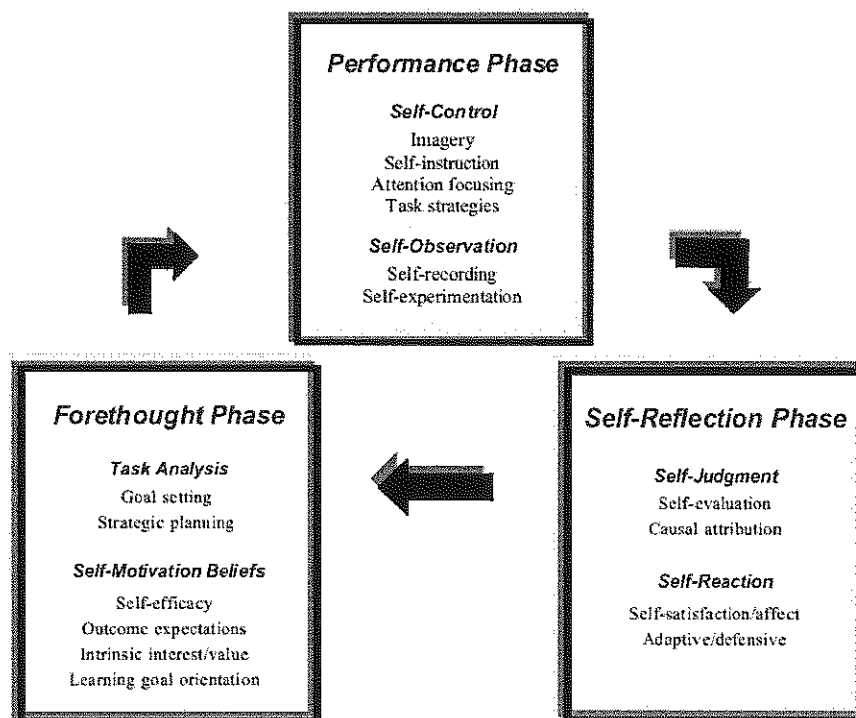 Performance Phase
Self-Control
Imagery
Self-instruction
Attention focusing
Task strategies
Self-Observation
Self-recording
Self-experimentation
Forethought Phase
Task Analysis
Goal setting
Strategic planning
Self-Motivation Beliefs
Self-efficacy
Outcome expectations
Intrinsic interest/value
Learning goal orientation
Self-Reflection Phase
Self-Judgment
Self-evaluation
Causal attribution
Self-Reaction
Self-satisfaction/affect
Adaptive/defensive